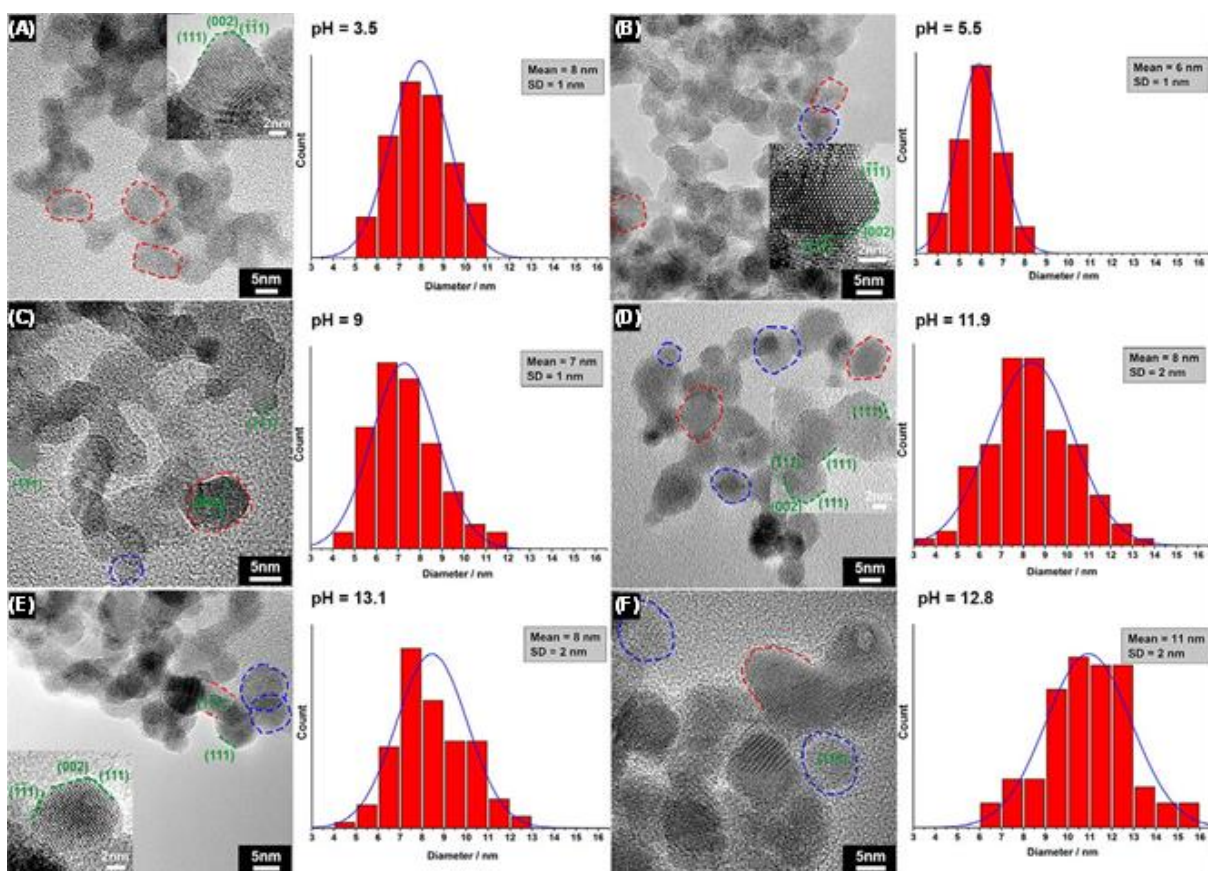 (A)
(002)
(111)
(1̄1̄1)
2nm
5nm
pH = 3.5
Mean = 8 nm
SD = 1 nm
Count
3 4 5 6 7 8 9 10 11 12 13 14 15 16
Diameter / nm
(B)
(1̄1̄1)
(002)
2nm
5nm
pH = 5.5
Mean = 6 nm
SD = 1 nm
Count
3 4 5 6 7 8 9 10 11 12 13 14 15 16
Diameter / nm
(C)
5nm
pH = 9
Mean = 7 nm
SD = 1 nm
Count
3 4 5 6 7 8 9 10 11 12 13 14 15 16
Diameter / nm
(D)
(111)
(111)
(002)
2nm
5nm
pH = 11.9
Mean = 8 nm
SD = 2 nm
Count
3 4 5 6 7 8 9 10 11 12 13 14 15 16
Diameter / nm
(E)
(111)
(002)
(111)
(1̄1̄1)
2nm
5nm
pH = 13.1
Mean = 8 nm
SD = 2 nm
Count
3 4 5 6 7 8 9 10 11 12 13 14 15 16
Diameter / nm
(F)
5nm
pH = 12.8
Mean = 11 nm
SD = 2 nm
Count
3 4 5 6 7 8 9 10 11 12 13 14 15 16
Diameter / nm